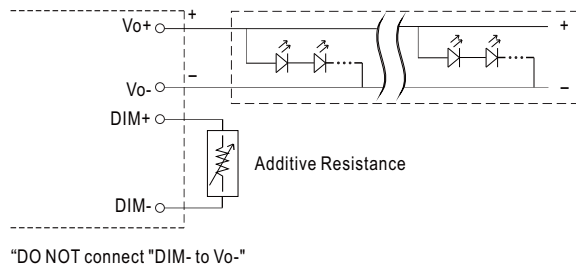 Vo+
+
+
−
Vo-
−
DIM+
Additive Resistance
DIM-
“DO NOT connect "DIM- to Vo-"